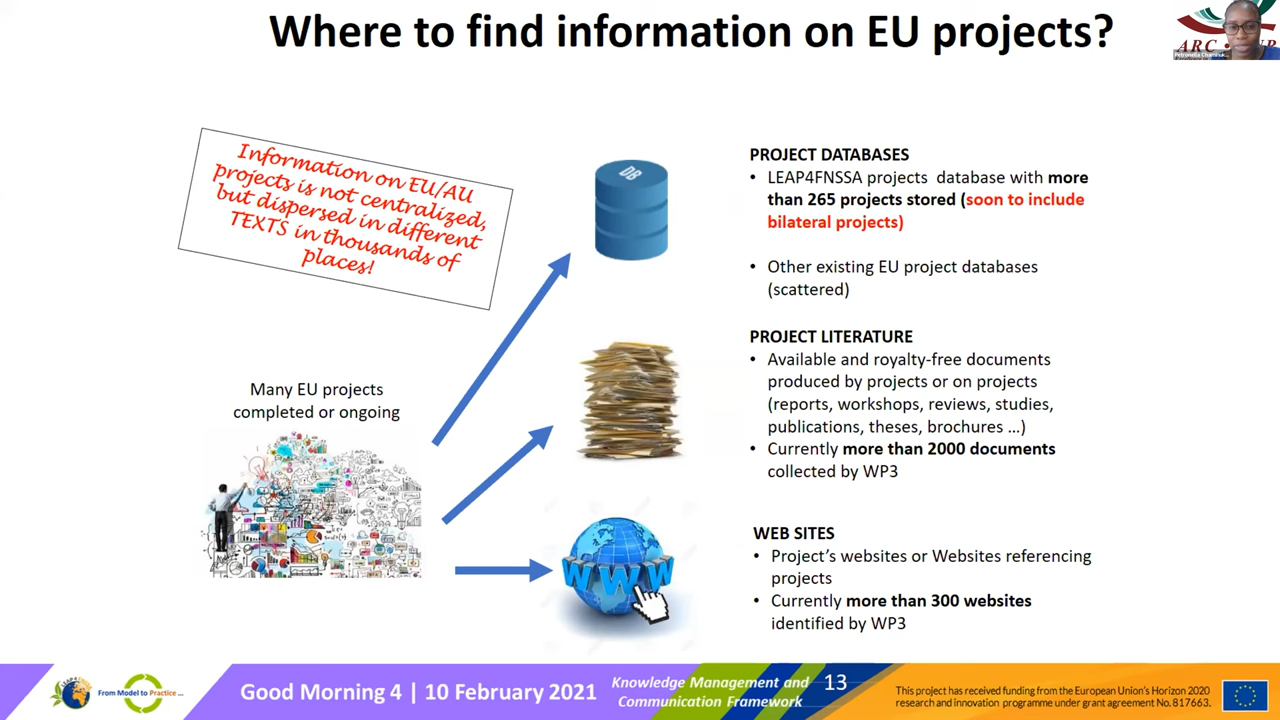 Where to find information on EU projects?
Information on EU/AU
projects is not centralized,
but dispersed in different
TEXTS in thousands of
places!
DB
PROJECT DATABASES
• LEAP4FNSSA projects database with more
than 265 projects stored (soon to include
bilateral projects)
• Other existing EU project databases
(scattered)
Many EU projects
completed or ongoing
PROJECT LITERATURE
• Available and royalty-free documents
produced by projects or on projects
(reports, workshops, reviews, studies,
publications, theses, brochures ...)
• Currently more than 2000 documents
collected by WP3
WWW
WEB SITES
• Project's websites or Websites referencing
projects
• Currently more than 300 websites
identified by WP3
From Model to Practice ...
Good Morning 4 | 10 February 2021
Knowledge Management and
Communication Framework
13
This project has received funding from the European Union's Horizon 2020
research and innovation programme under grant agreement No. 817663.